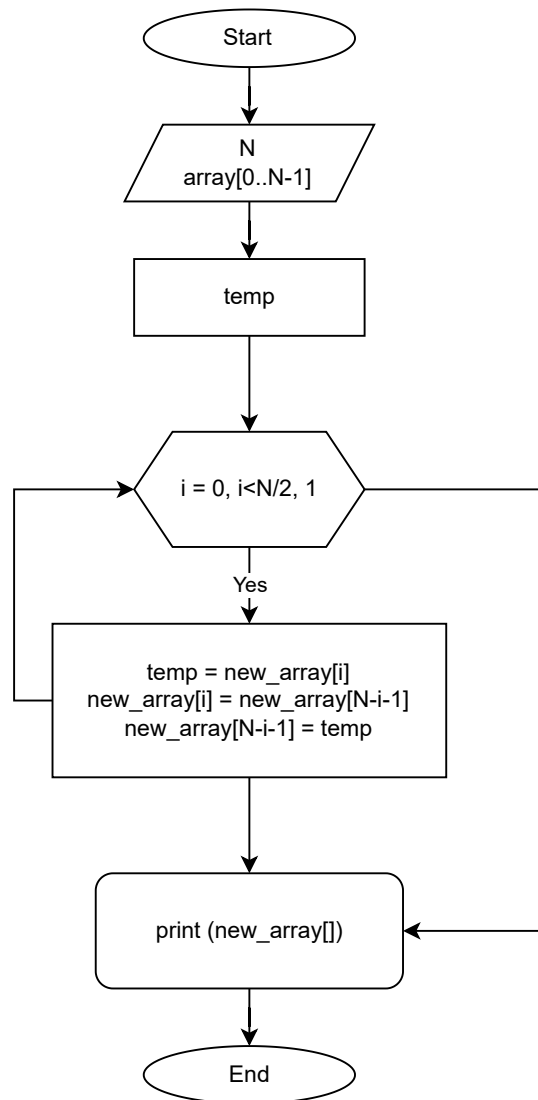 Start
N
array[0..N-1]
temp
i = 0, i<N/2, 1
Yes
temp = new_array[i]
new_array[i] = new_array[N-i-1]
new_array[N-i-1] = temp
print (new_array[])
End